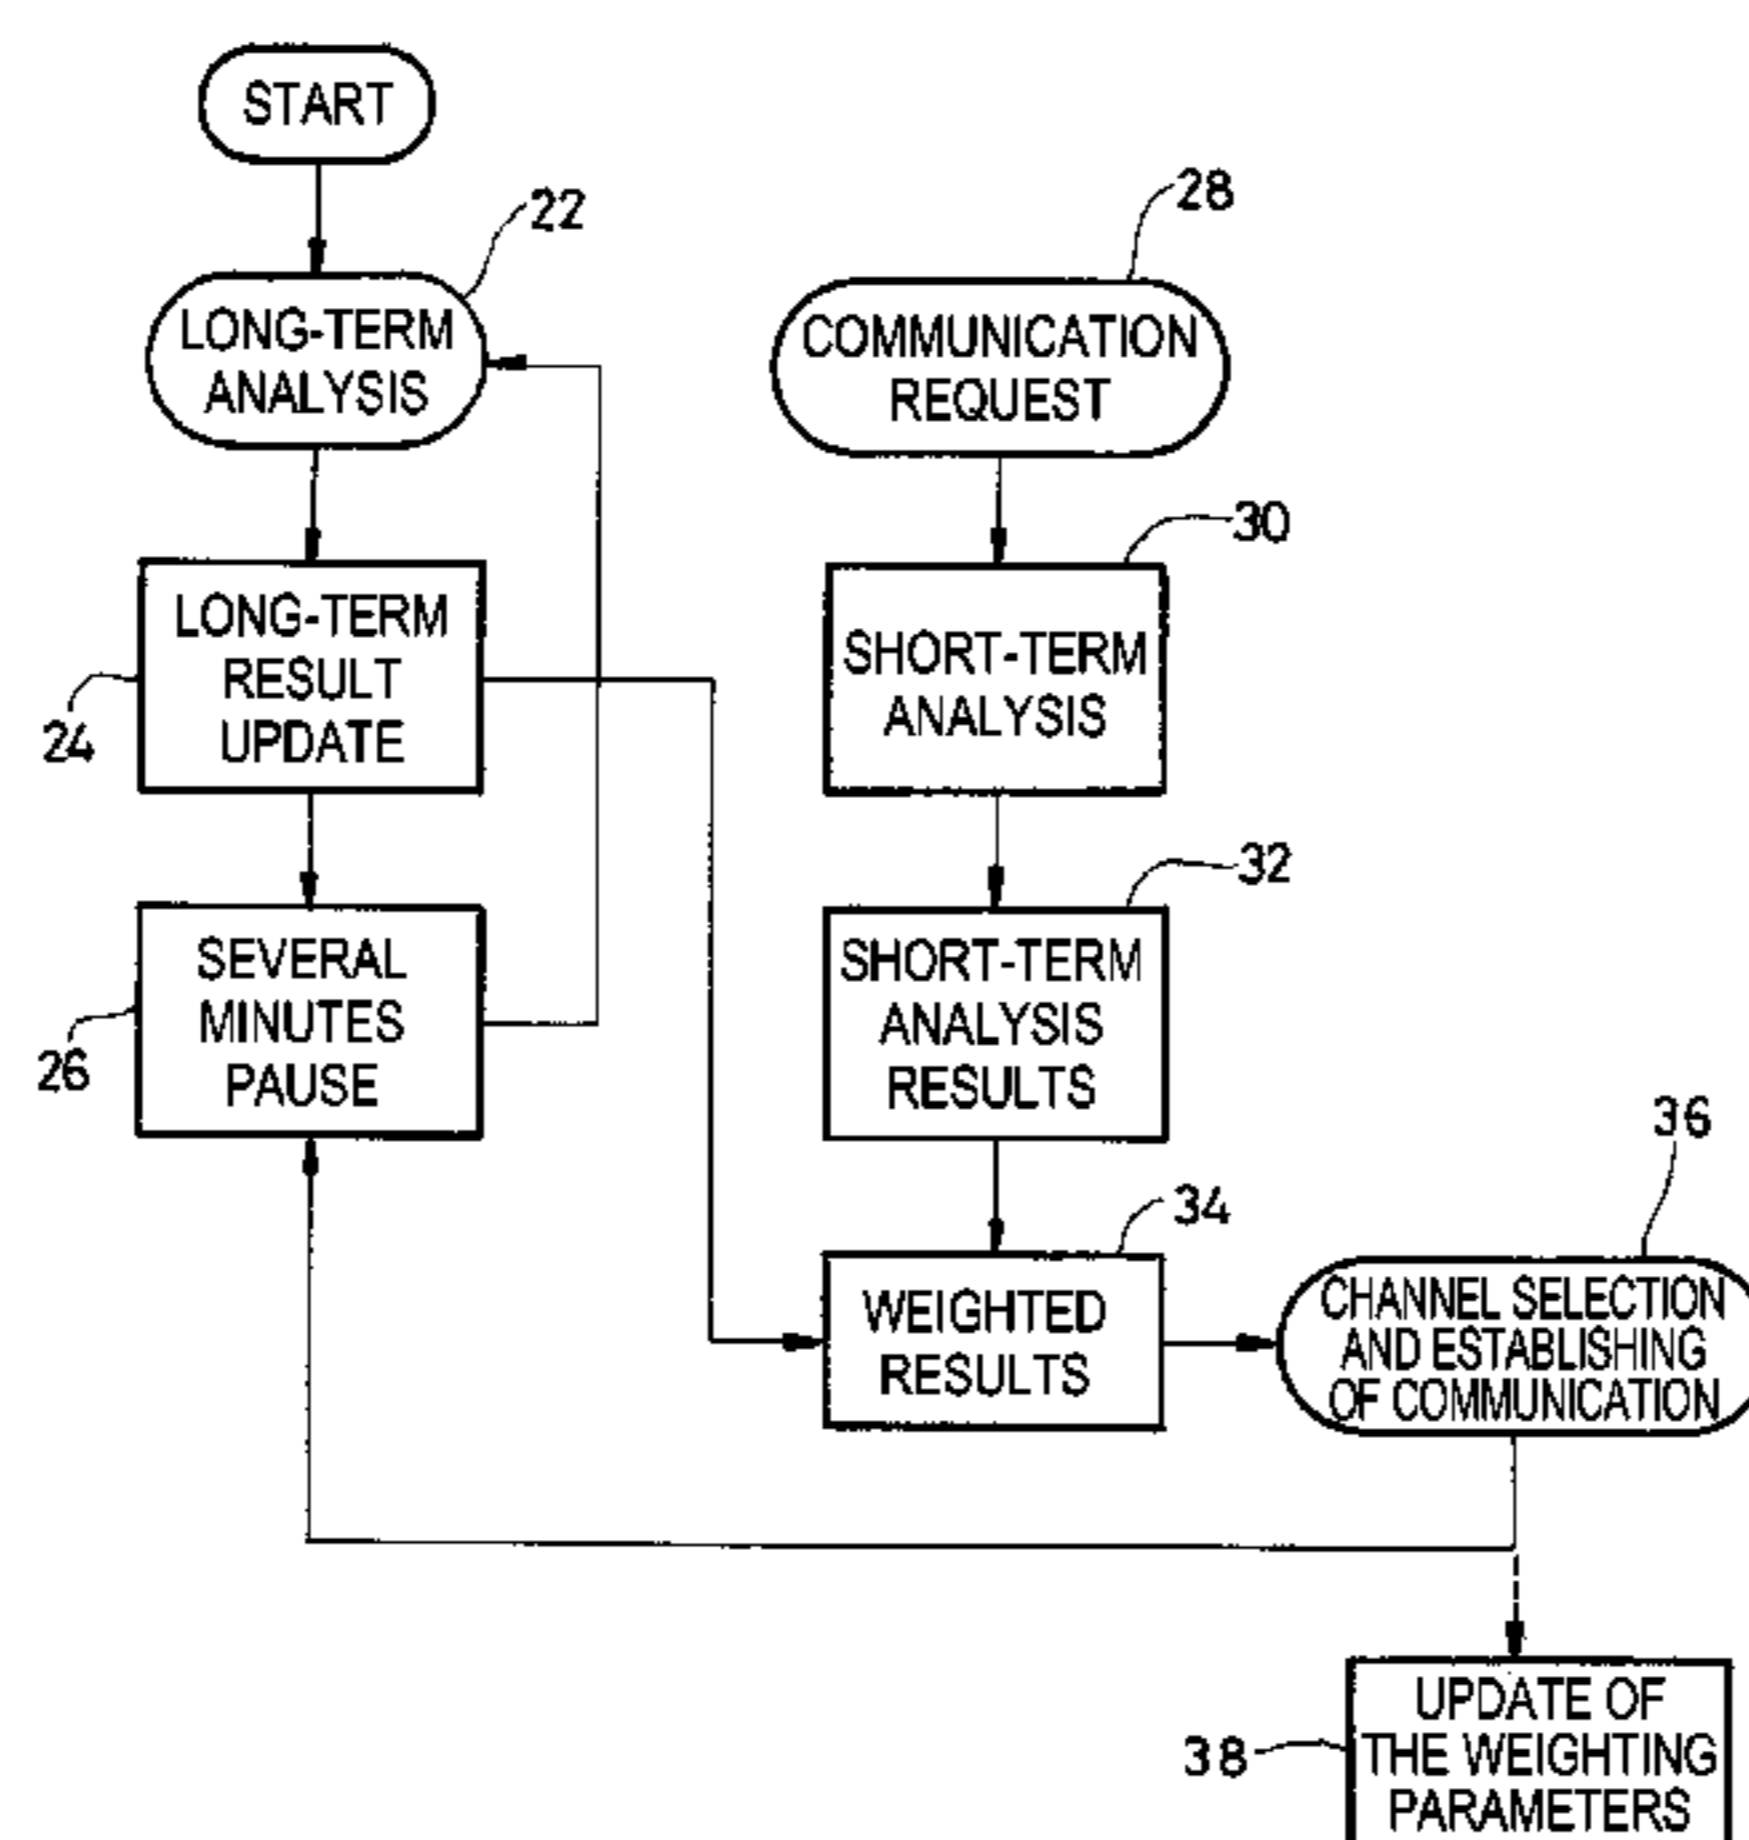 START
22
LONG-TERM
ANALYSIS
28
COMMUNICATION
REQUEST
24
LONG-TERM
RESULT
UPDATE
30
SHORT-TERM
ANALYSIS
26
SEVERAL
MINUTES
PAUSE
32
SHORT-TERM
ANALYSIS
RESULTS
34
WEIGHTED
RESULTS
36
CHANNEL SELECTION
AND ESTABLISHING
OF COMMUNICATION
38
UPDATE OF
THE WEIGHTING
PARAMETERS